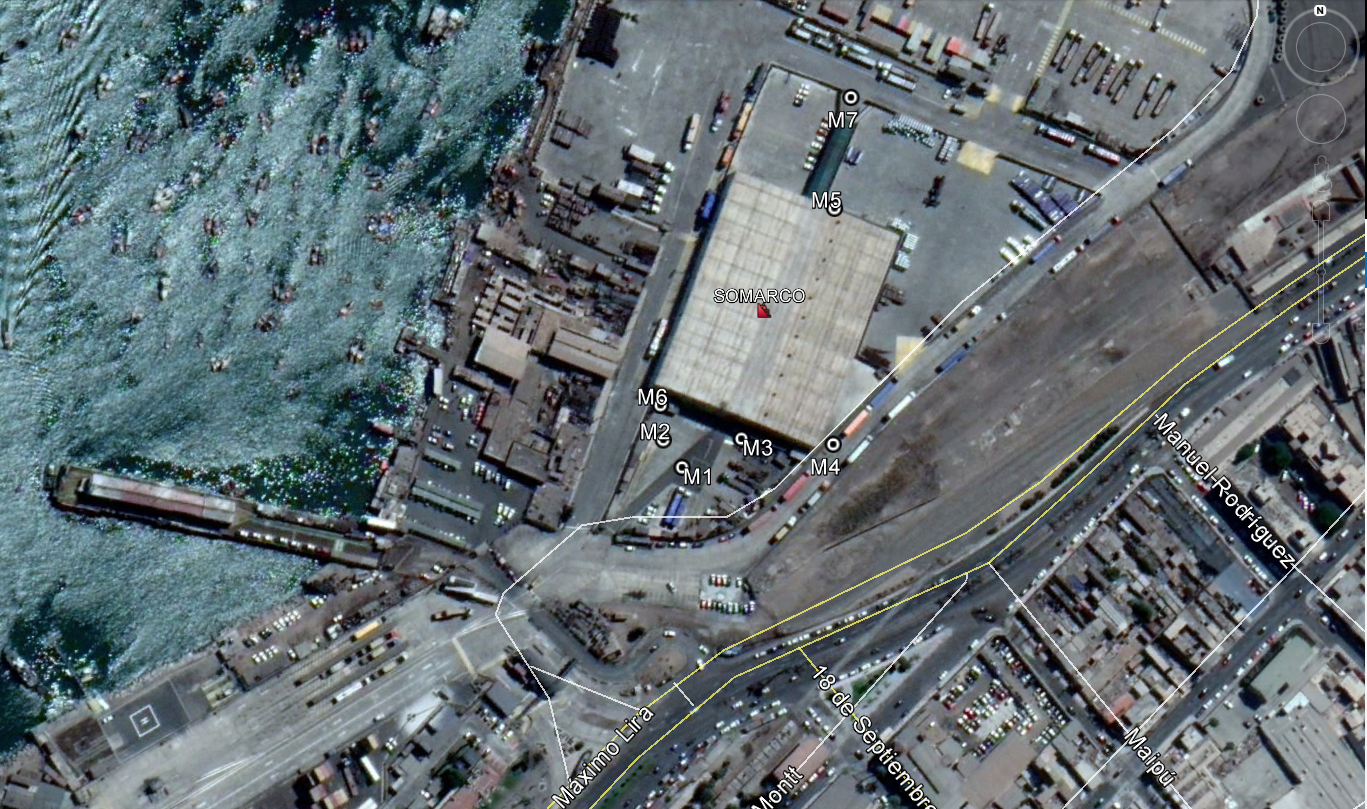 N
M7
M5
SOMARCO
M6
M2
M3
M1
M4
Manuel-Rodríguez
18 de Septiembre
Máximo Lira
Montt
Maipú
H